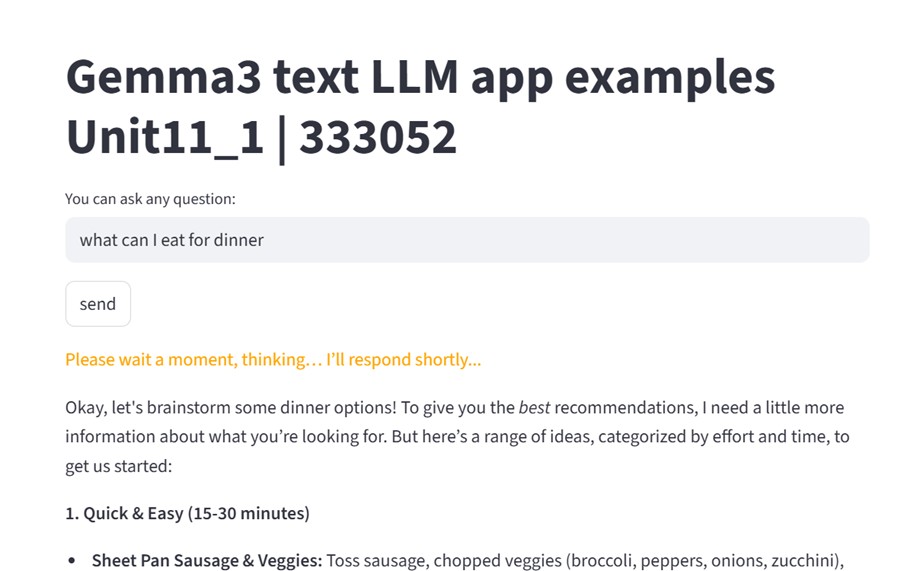 Gemma3 text LLM app examples
Unit11_1 | 333052
You can ask any question:
what can I eat for dinner
send
Please wait a moment, thinking… I’ll respond shortly...
Okay, let's brainstorm some dinner options! To give you the best recommendations, I need a little more
information about what you’re looking for. But here’s a range of ideas, categorized by effort and time, to
get us started:
1. Quick & Easy (15-30 minutes)
• Sheet Pan Sausage & Veggies: Toss sausage, chopped veggies (broccoli, peppers, onions, zucchini),